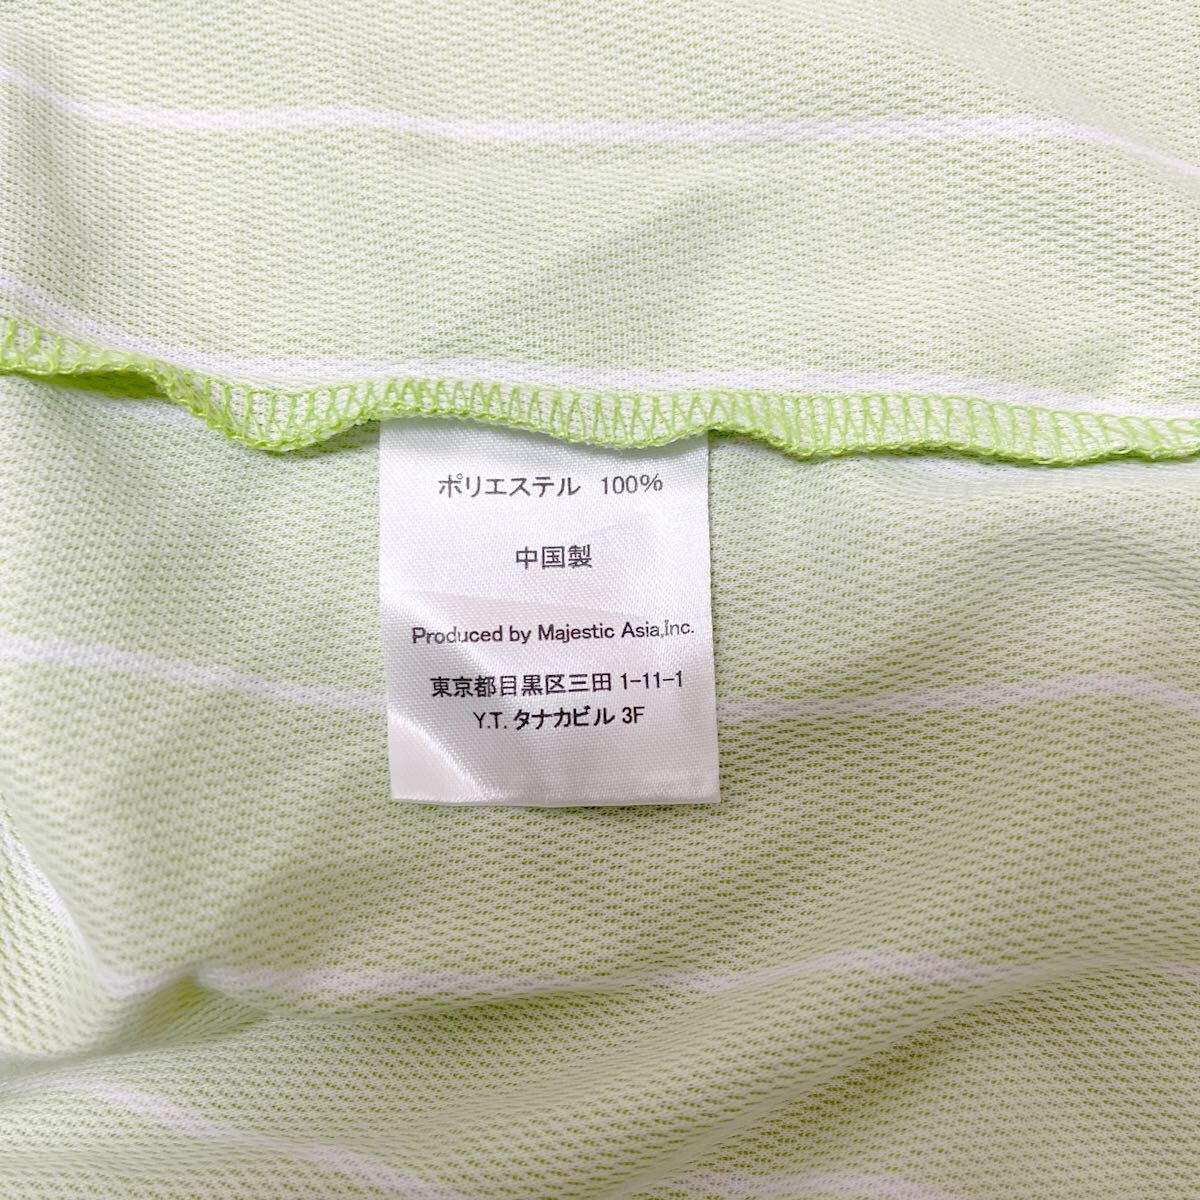 ポリエステル 100%
中国製
Produced by Majestic Asia,Inc.
東京都目黒区三田 1-11-1
Y.T. タナカビル 3F